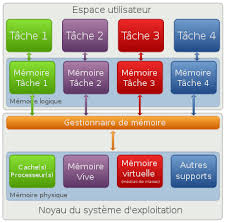 Espace utilisateur
Tâche 1 Tâche 2 Tâche 3 Tâche 4
Mémoire Mémoire Mémoire Mémoire
Tâche 1 Tâche 2 Tâche 3 Tâche 4
Mémoire logique
Gestionnaire de mémoire
Cache(s) Mémoire Mémoire Autres
Processeur(s) Vive virtuelle supports
Mémoire physique
Noyau du système d'exploitation